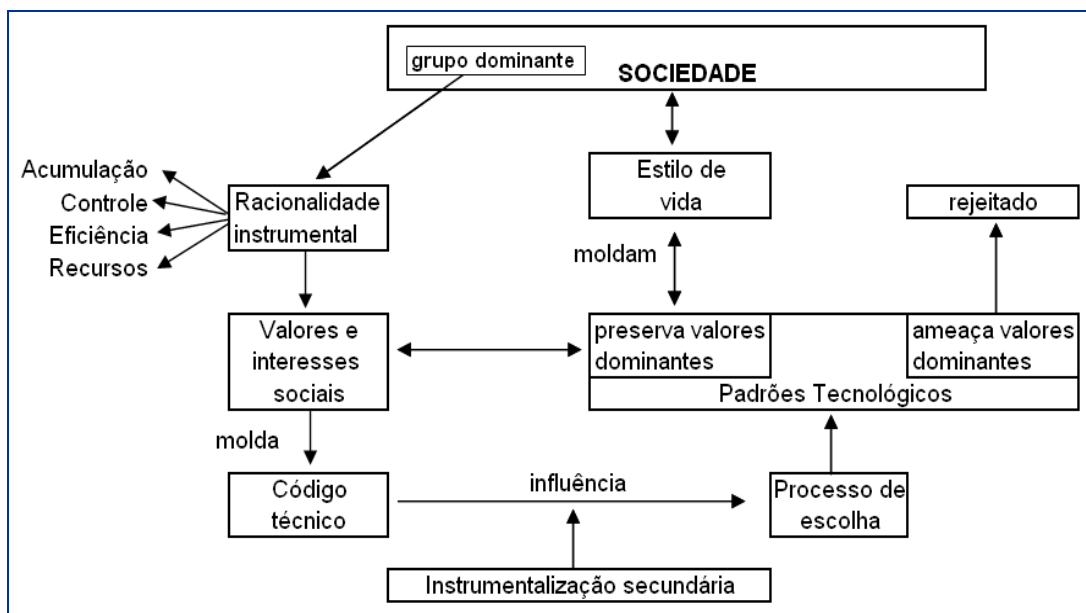 grupo dominante
SOCIEDADE
Acumulação
Controle
Eficiência
Recursos
Racionalidade
instrumental
Estilo de
vida
rejeitado
moldam
Valores e
interesses
sociais
preserva valores
dominantes
ameaça valores
dominantes
Padrões Tecnológicos
molda
Código
técnico
influência
Processo de
escolha
Instrumentalização secundária